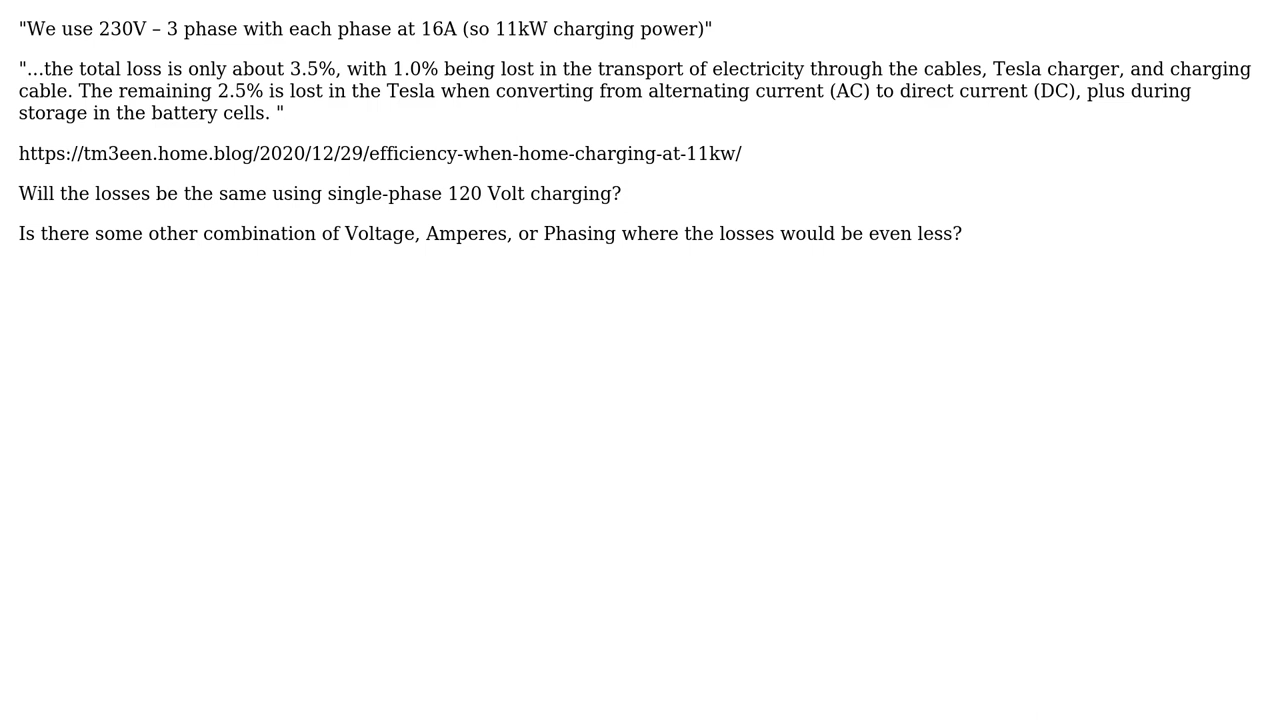 "We use 230V – 3 phase with each phase at 16A (so 11kW charging power)"
"...the total loss is only about 3.5%, with 1.0% being lost in the transport of electricity through the cables, Tesla charger, and charging
cable. The remaining 2.5% is lost in the Tesla when converting from alternating current (AC) to direct current (DC), plus during
storage in the battery cells. "
https://tm3een.home.blog/2020/12/29/efficiency-when-home-charging-at-11kw/
Will the losses be the same using single-phase 120 Volt charging?
Is there some other combination of Voltage, Amperes, or Phasing where the losses would be even less?